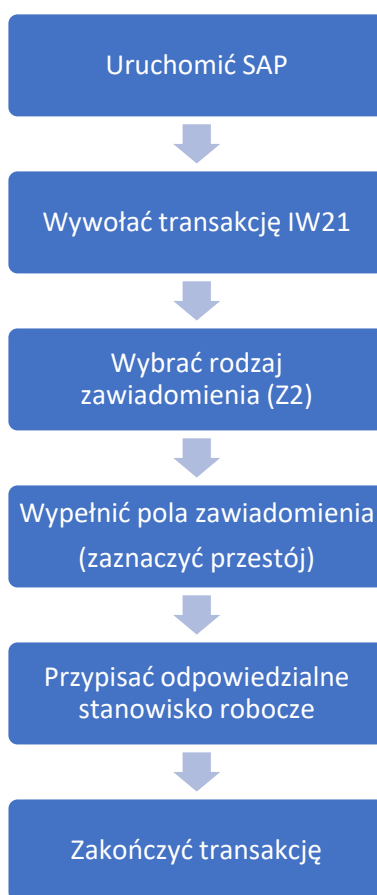 Uruchomić SAP
Wywołać transakcję IW21
Wybrać rodzaj
zawiadomienia (Z2)
Wypełnić pola zawiadomienia
(zaznaczyć przestój)
Przypisać odpowiedzialne
stanowisko robocze
Zakończyć transakcję